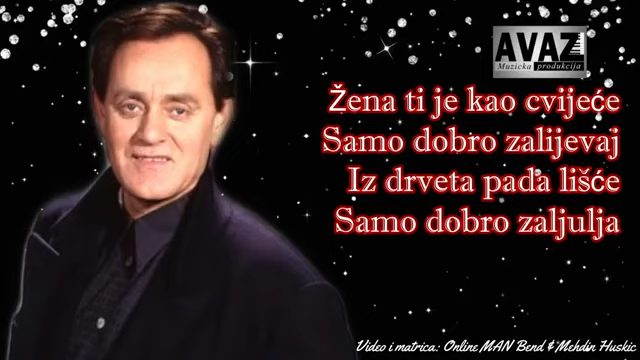 AVAZ
Muzicka produkcija
Žena ti je kao cvijeće
Samo dobro zalijevaj
Iz drveta pada lišće
Samo dobro zaljulja
Video i matrica: Online MAN Bend & Mehdin Huskic